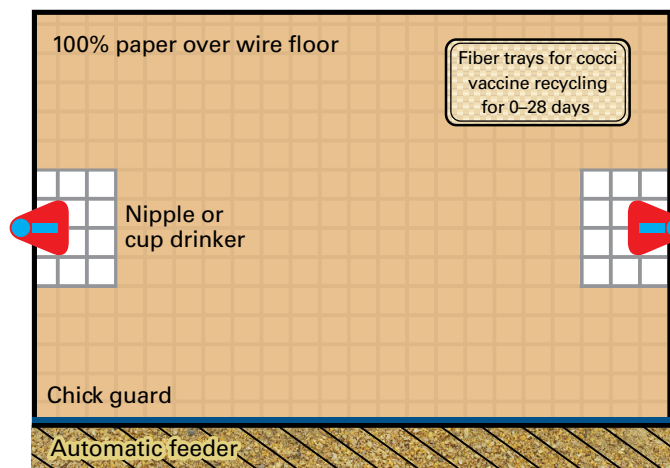 100% paper over wire floor
Fiber trays for cocci
vaccine recycling
for 0–28 days
Nipple or
cup drinker
Chick guard
Automatic feeder